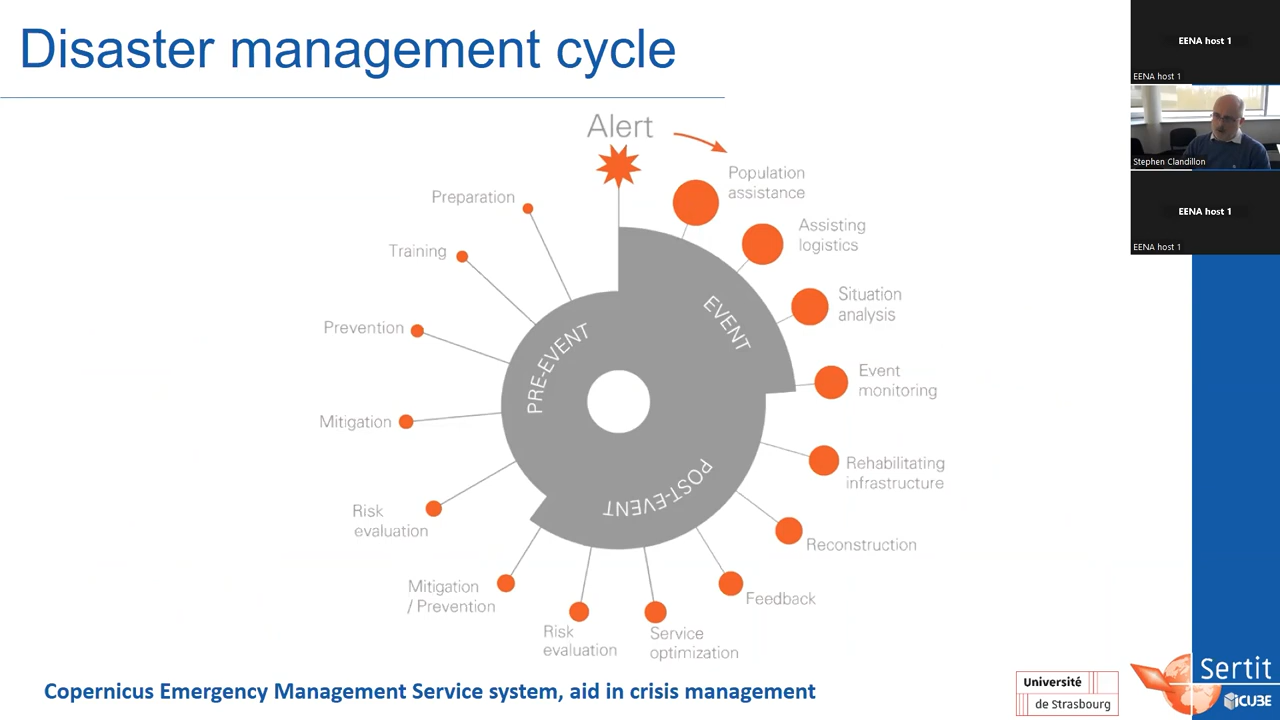 Disaster management cycle
Alert
Population
assistance
Assisting
logistics
Situation
analysis
Event
monitoring
Rehabilitating
infrastructure
Reconstruction
Feedback
Service
optimization
Risk
evaluation
Mitigation
/ Prevention
Risk
evaluation
Mitigation
Prevention
Training
Preparation
PRE-EVENT
EVENT
POST-EVENT
Copernicus Emergency Management Service system, aid in crisis management
Université
de Strasbourg
Sertit
iCUBE
EENA host 1
EENA host 1
Stephen Clandillon
EENA host 1
EENA host 1